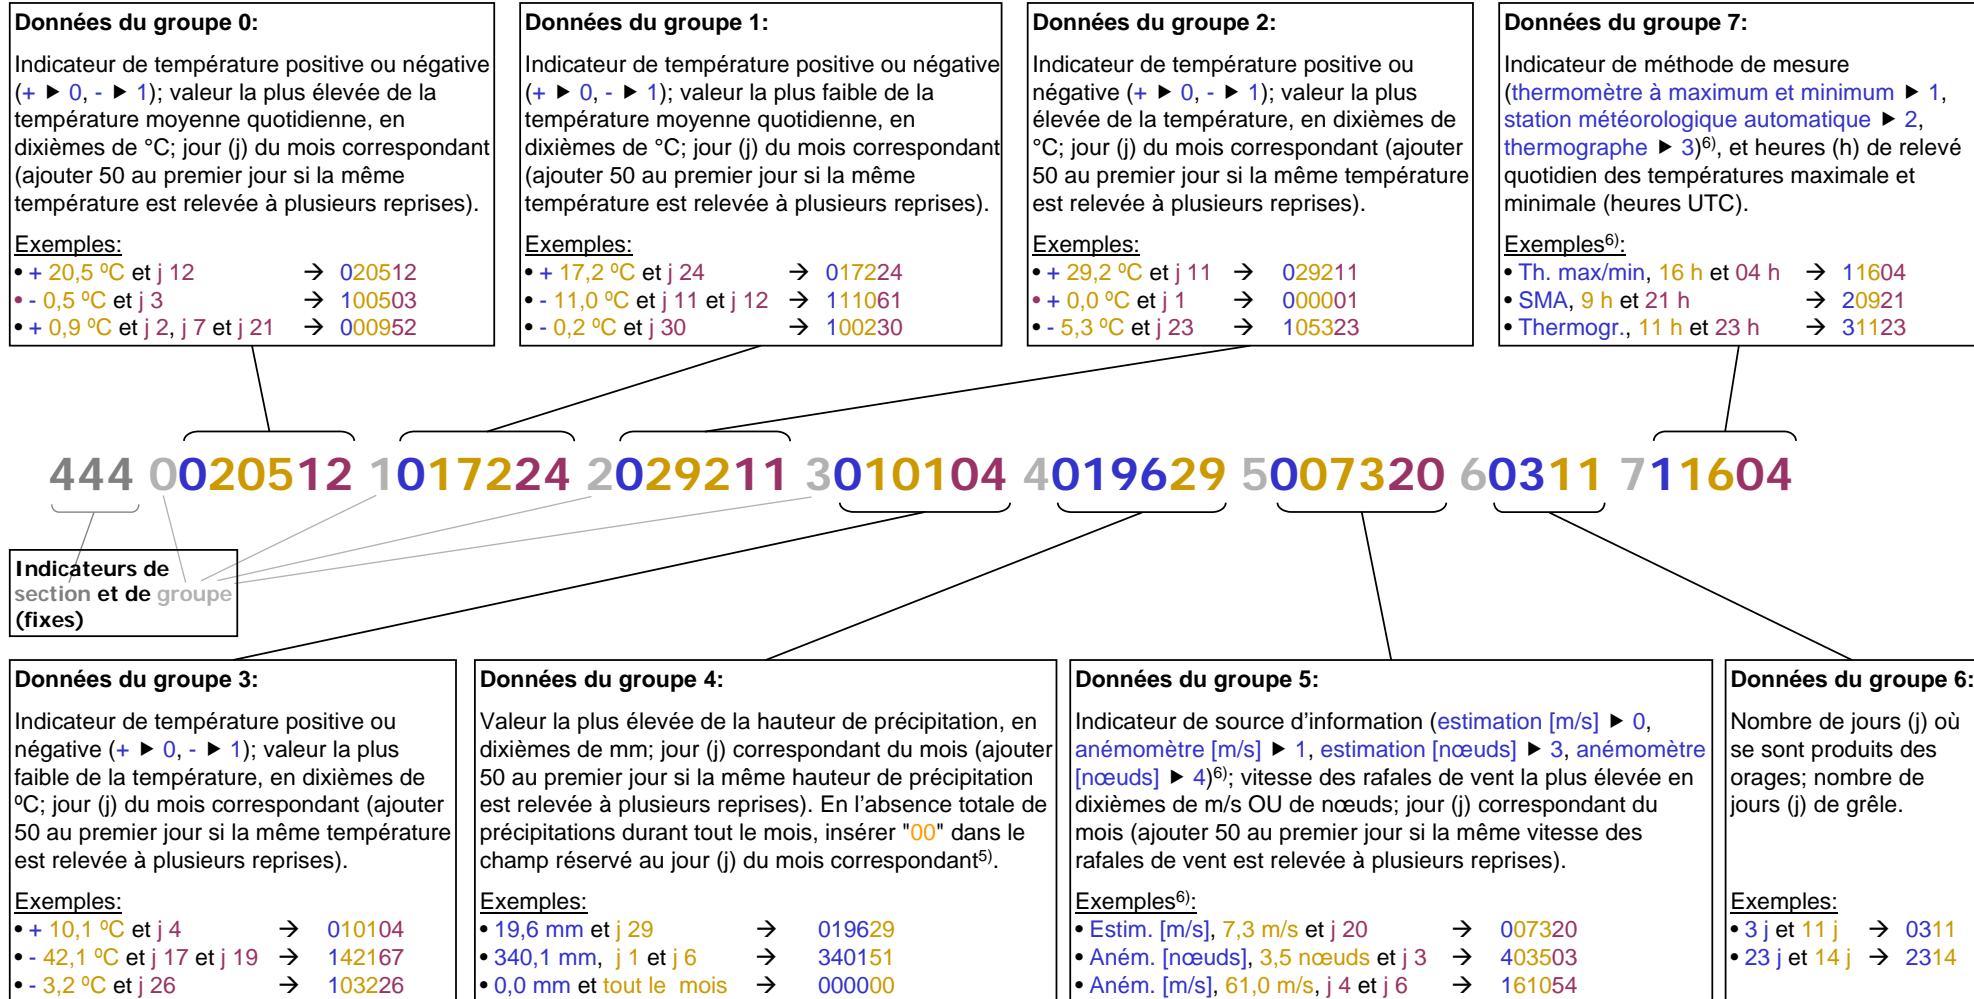 Données du groupe 0:
Indicateur de température positive ou négative
(+ ► 0, - ► 1); valeur la plus élevée de la
température moyenne quotidienne, en
dixièmes de °C; jour (j) du mois correspondant
(ajouter 50 au premier jour si la même
température est relevée à plusieurs reprises).
Exemples:
• + 20,5 ºC et j 12 → 020512
• - 0,5 ºC et j 3 → 100503
• + 0,9 ºC et j 2, j 7 et j 21 → 000952
Données du groupe 1:
Indicateur de température positive ou négative
(+ ► 0, - ► 1); valeur la plus faible de la
température moyenne quotidienne, en
dixièmes de °C; jour (j) du mois correspondant
(ajouter 50 au premier jour si la même
température est relevée à plusieurs reprises).
Exemples:
• + 17,2 ºC et j 24 → 017224
• - 11,0 ºC et j 11 et j 12 → 111061
• - 0,2 ºC et j 30 → 100230
Données du groupe 2:
Indicateur de température positive ou
négative (+ ► 0, - ► 1); valeur la plus
élevée de la température, en dixièmes de
°C; jour (j) du mois correspondant (ajouter
50 au premier jour si la même température
est relevée à plusieurs reprises).
Exemples:
• + 29,2 ºC et j 11 → 029211
• + 0,0 ºC et j 1 → 000001
• - 5,3 ºC et j 23 → 105323
Données du groupe 7:
Indicateur de méthode de mesure
(thermomètre à maximum et minimum ► 1,
station météorologique automatique ► 2,
thermographe ► 3)6), et heures (h) de relevé
quotidien des températures maximale et
minimale (heures UTC).
Exemples6):
• Th. max/min, 16 h et 04 h → 11604
• SMA, 9 h et 21 h → 20921
• Thermogr., 11 h et 23 h → 31123
444 0020512 1017224 2029211 3010104 4019629 5007320 60311 711604
Indicateurs de
section et de groupe
(fixes)
Données du groupe 3:
Indicateur de température positive ou
négative (+ ► 0, - ► 1); valeur la plus
faible de la température, en dixièmes de
ºC; jour (j) du mois correspondant (ajouter
50 au premier jour si la même température
est relevée à plusieurs reprises).
Exemples:
• + 10,1 ºC et j 4 → 010104
• - 42,1 ºC et j 17 et j 19 → 142167
• - 3,2 ºC et j 26 → 103226
Données du groupe 4:
Valeur la plus élevée de la hauteur de précipitation, en
dixièmes de mm; jour (j) correspondant du mois (ajouter
50 au premier jour si la même hauteur de précipitation
est relevée à plusieurs reprises). En l'absence totale de
précipitations durant tout le mois, insérer "00" dans le
champ réservé au jour (j) du mois correspondant5).
Exemples:
• 19,6 mm et j 29 → 019629
• 340,1 mm, j 1 et j 6 → 340151
• 0,0 mm et tout le mois → 000000
Données du groupe 5:
Indicateur de source d'information (estimation [m/s] ► 0,
anémomètre [m/s] ► 1, estimation [nœuds] ► 3, anémomètre
[nœuds] ► 4)6); vitesse des rafales de vent la plus élevée en
dixièmes de m/s OU de nœuds; jour (j) correspondant du
mois (ajouter 50 au premier jour si la même vitesse des
rafales de vent est relevée à plusieurs reprises).
Exemples6):
• Estim. [m/s], 7,3 m/s et j 20 → 007320
• Aném. [nœuds], 3,5 nœuds et j 3 → 403503
• Aném. [m/s], 61,0 m/s, j 4 et j 6 → 161054
Données du groupe 6:
Nombre de jours (j) où
se sont produits des
orages; nombre de
jours (j) de grêle.
Exemples:
• 3 j et 11 j → 0311
• 23 j et 14 j → 2314